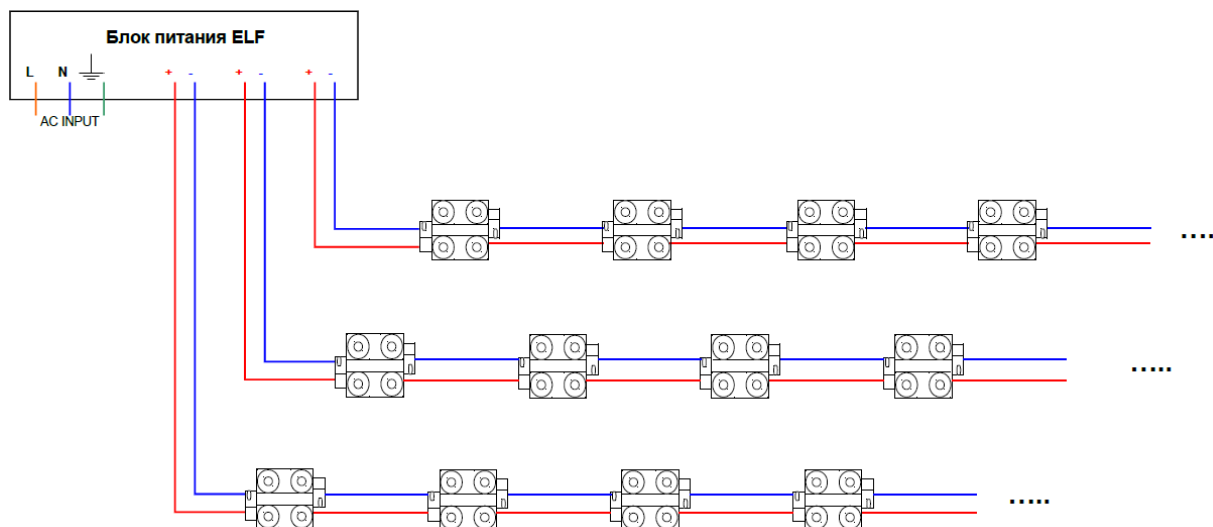 Блок питания ELF
L N + - + - + -
AC INPUT
.....
.....
.....